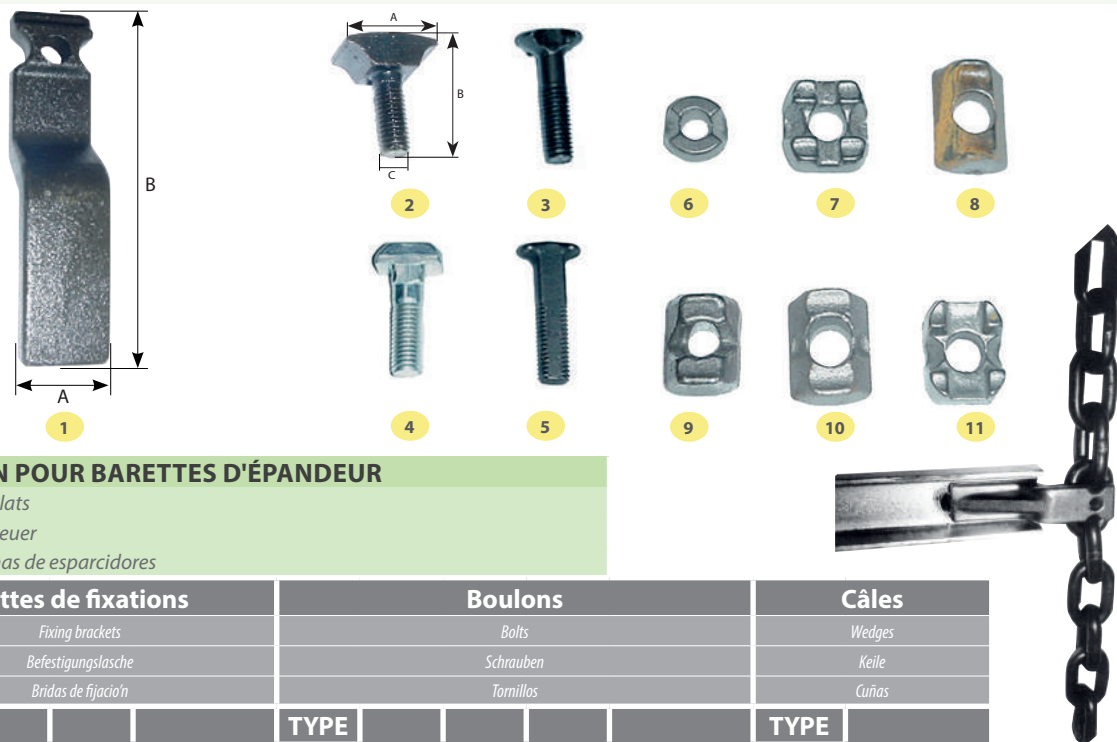 A
B
B
C
A
1
2
3
6
7
8
4
5
9
10
11
N POUR BARETTES D'ÉPANDEUR
lats
euer
as de esparcidores
ttes de fixations
Boulons
Câles
Fixing brackets
Bolts
Wedges
Befestigungslasche
Schrauben
Keile
Bridas de fijacio'n
Tornillos
Cuñas
TYPE
TYPE